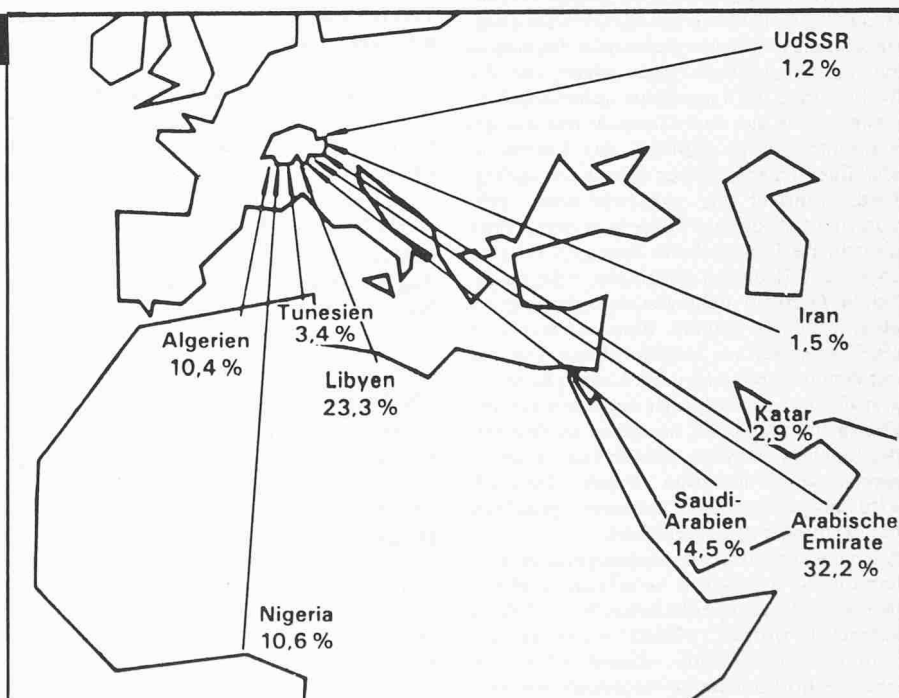 UdSSR
1,2 %
Iran
1,5 %
Tunesien
3,4 %
Algerien
10,4 %
Libyen
23,3 %
Katar
2,9 %
Saudi-
Arabien
14,5 %
Arabische
Emirate
32,2 %
Nigeria
10,6 %